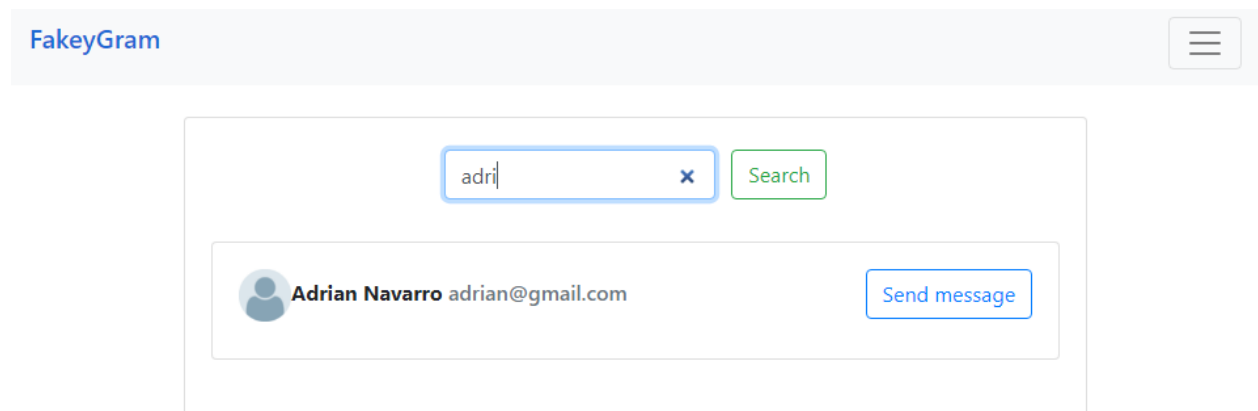 FakeyGram
adri
Search
Adrian Navarro adrian@gmail.com
Send message